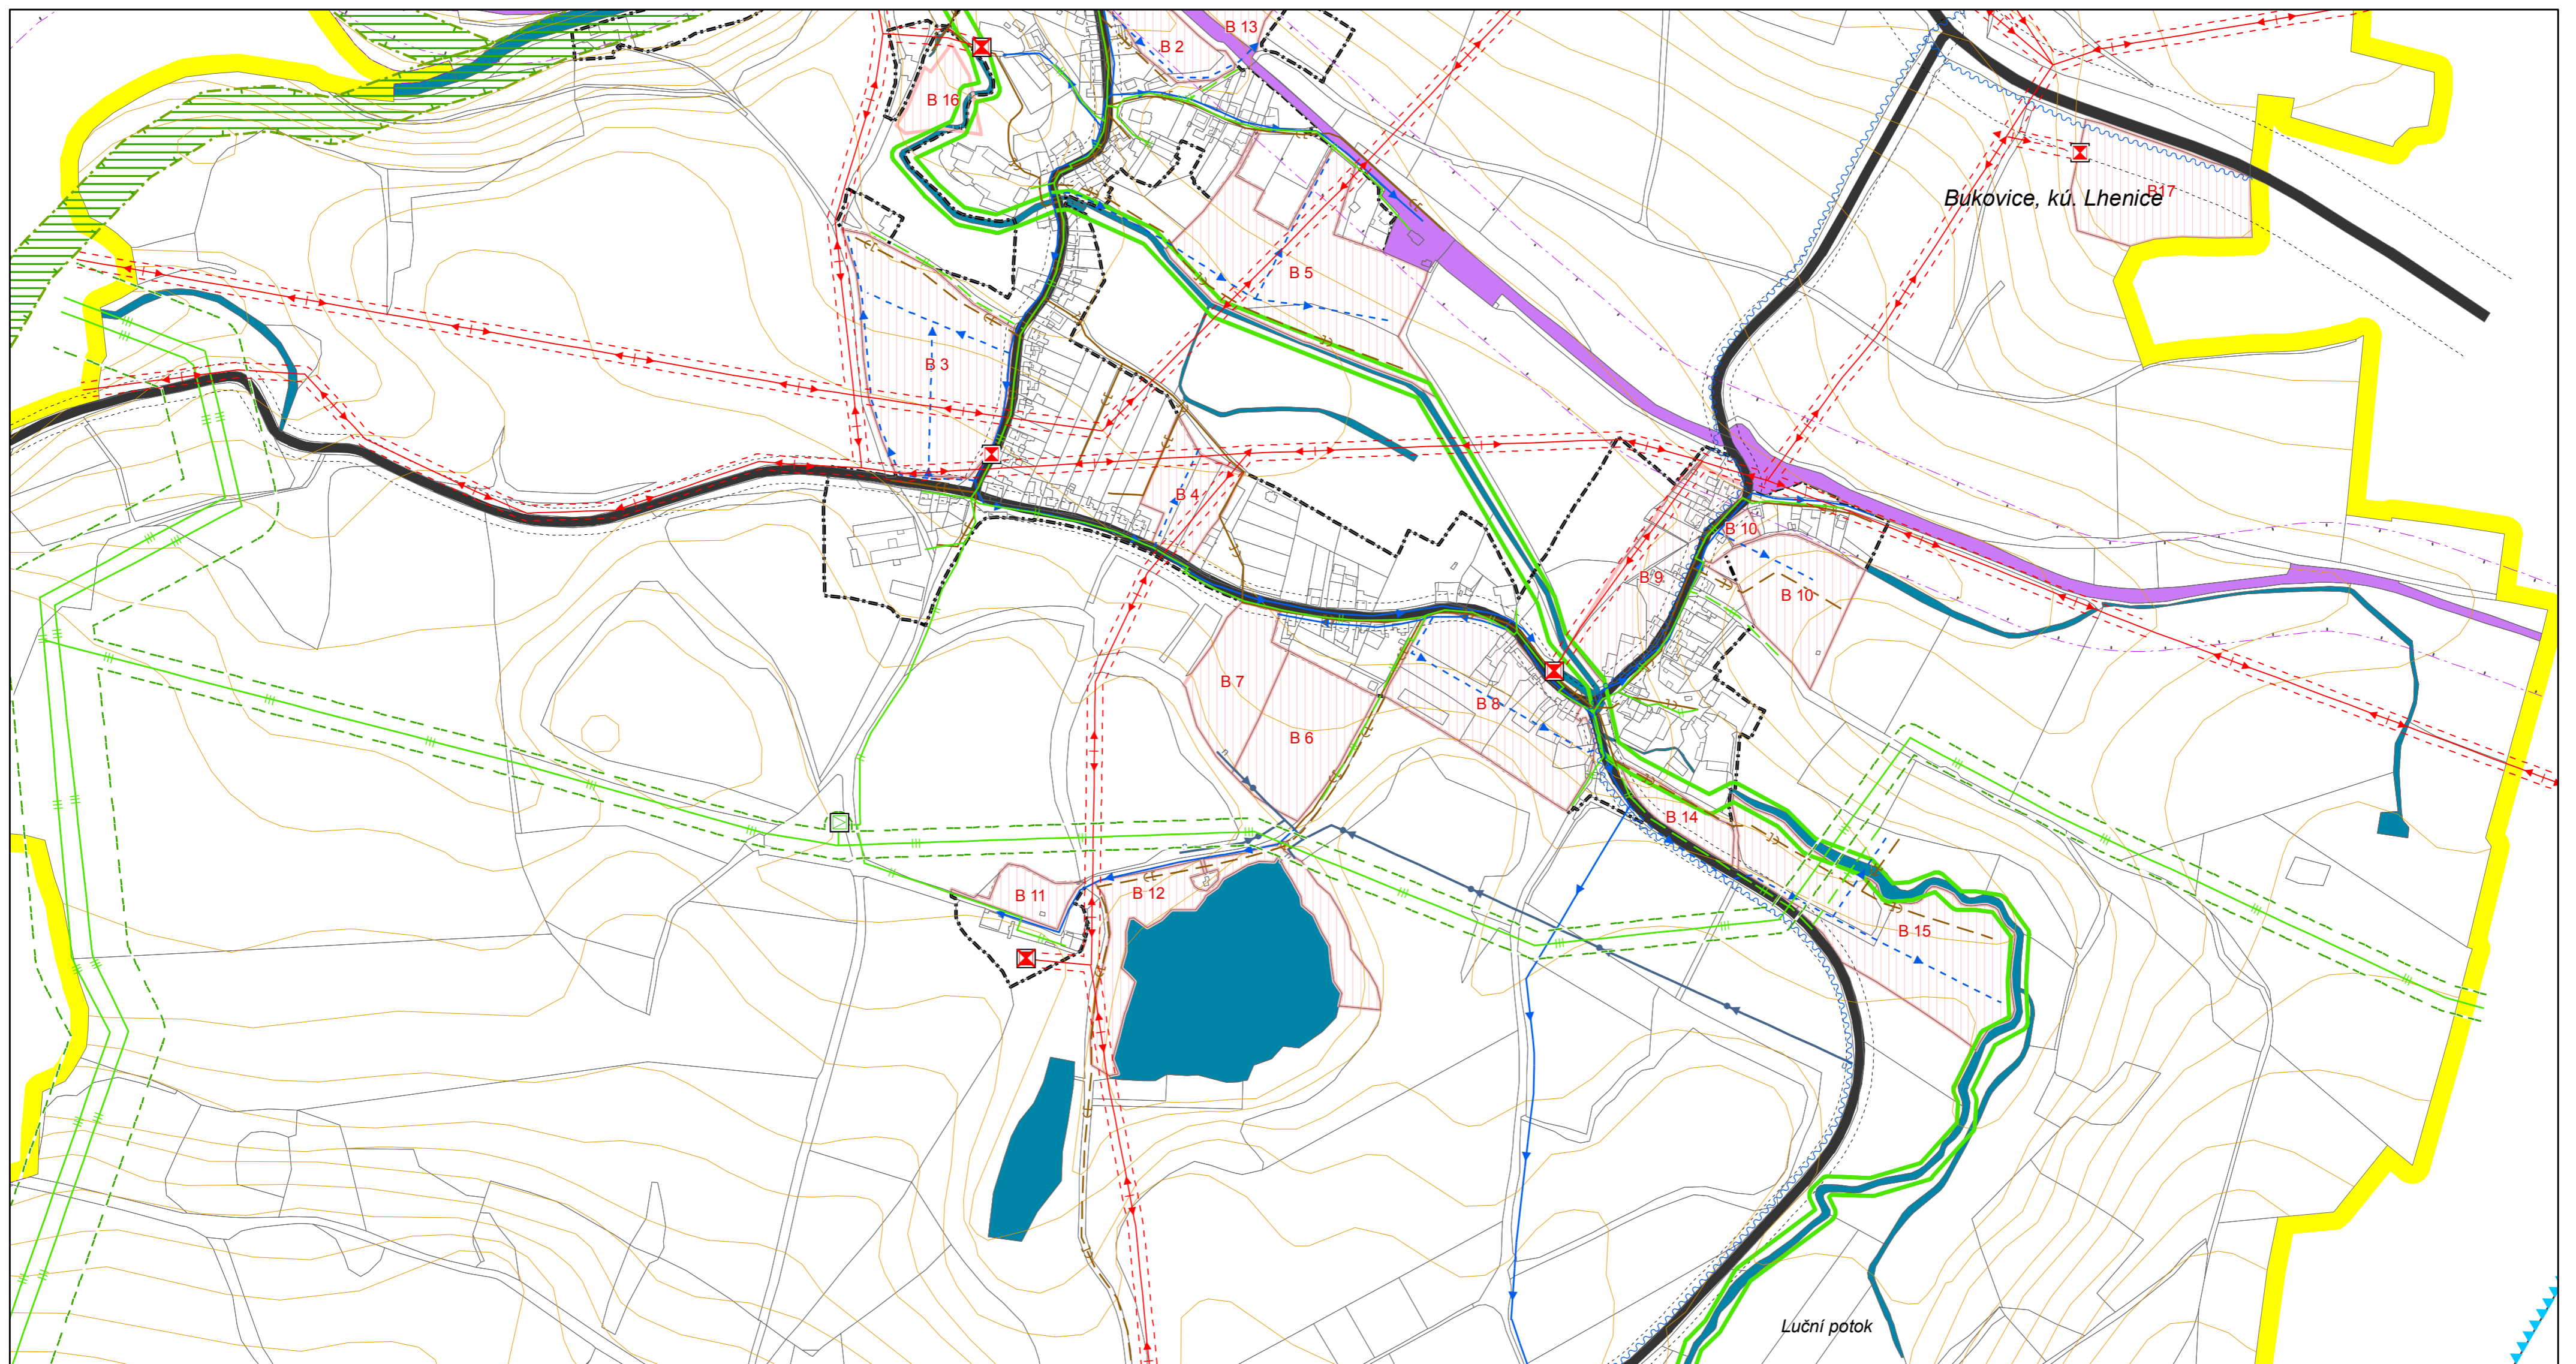 B 2
B 13
B 16
B17
Bukovice, kú. Lhenice
B 5
B 3
B 4
B 10
B 9
B 10
B 7
B 8
B 6
B 14
B 11
B 12
B 15
Luční potok